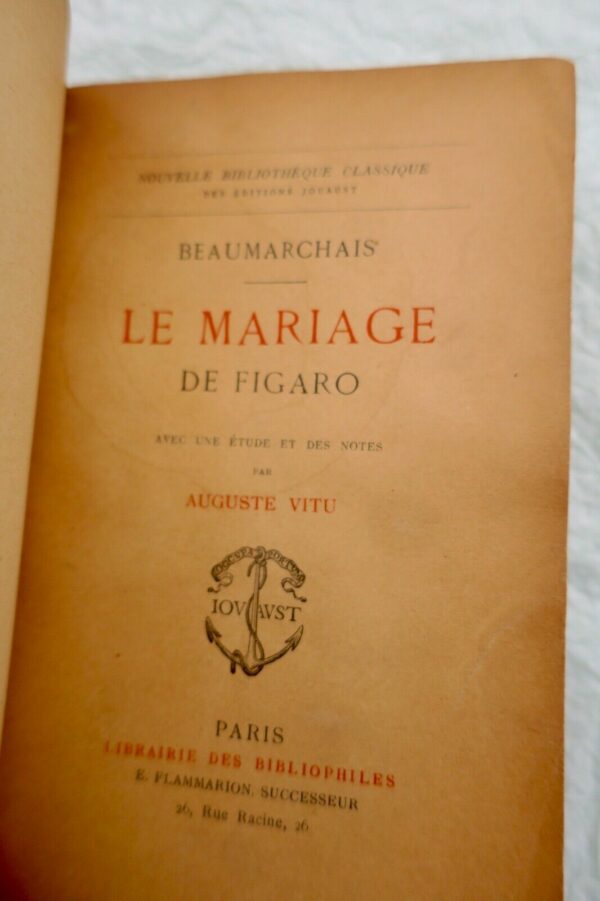 NOUVELLE BIBLIOTHÈQUE CLASSIQUE
DES ÉDITIONS JOUAUST
BEAUMARCHAIS
LE MARIAGE
DE FIGARO
AVEC UNE ÉTUDE ET DES NOTES
PAR
AUGUSTE VITU
IOVAVST
PARIS
LIBRAIRIE DES BIBLIOPHILES
E. FLAMMARION, SUCCESSEUR
26, Rue Racine, 26